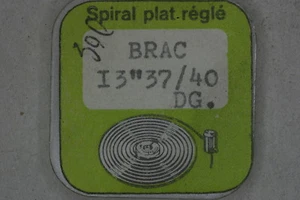 Spiral plat-réglé
BRAC
I3"37/40
DG.